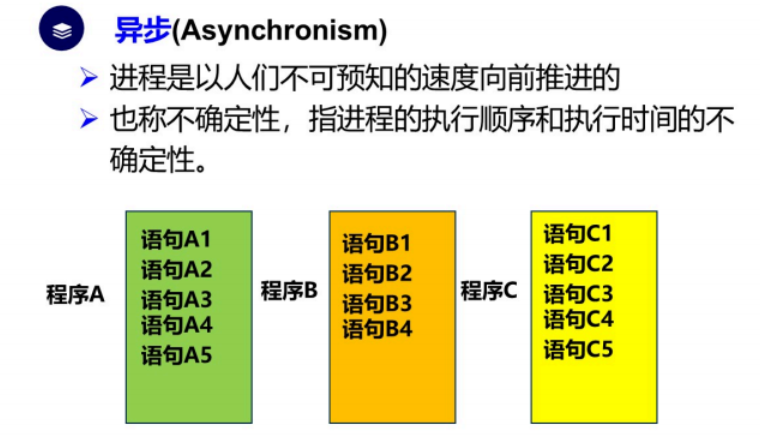 异步(Asynchronism)
进程是以人们不可预知的速度向前推进的
也称不确定性，指进程的执行顺序和执行时间的不
确定性。
程序A
语句A1
语句A2
语句A3
语句A4
语句A5
程序B
语句B1
语句B2
语句B3
语句B4
程序C
语句C1
语句C2
语句C3
语句C4
语句C5